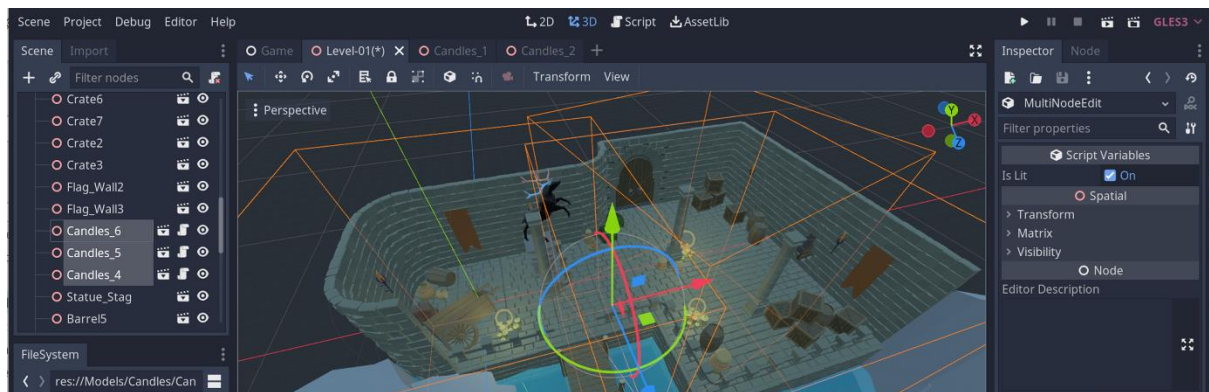 Scene Project Debug Editor Help
2D 3D Script AssetLib
GLES3
Scene Import
Game Level-01(*) Candles_1 Candles_2
Inspector Node
Filter nodes
Transform View
Crate6
Crate7
Crate2
Crate3
Flag_Wall2
Flag_Wall3
Candles_6
Candles_5
Candles_4
Statue_Stag
Barrel5
FileSystem
res://Models/Candles/Can
Perspective
Y
X
Z
MultiNodeEdit
DOC
Filter properties
Script Variables
Is Lit On
Spatial
Transform
Matrix
Visibility
Node
Editor Description